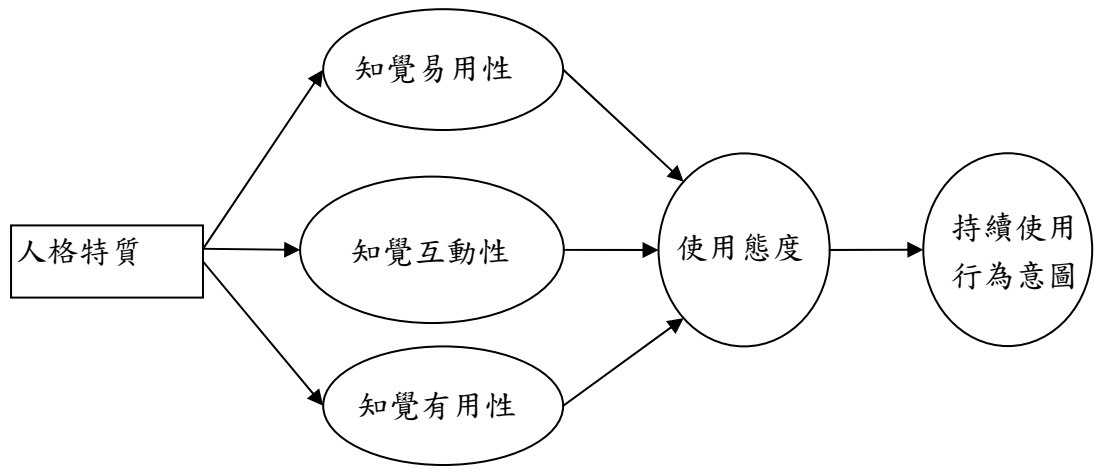 知覺易用性
人格特質
知覺互動性
使用態度
持續使用
行為意圖
知覺有用性